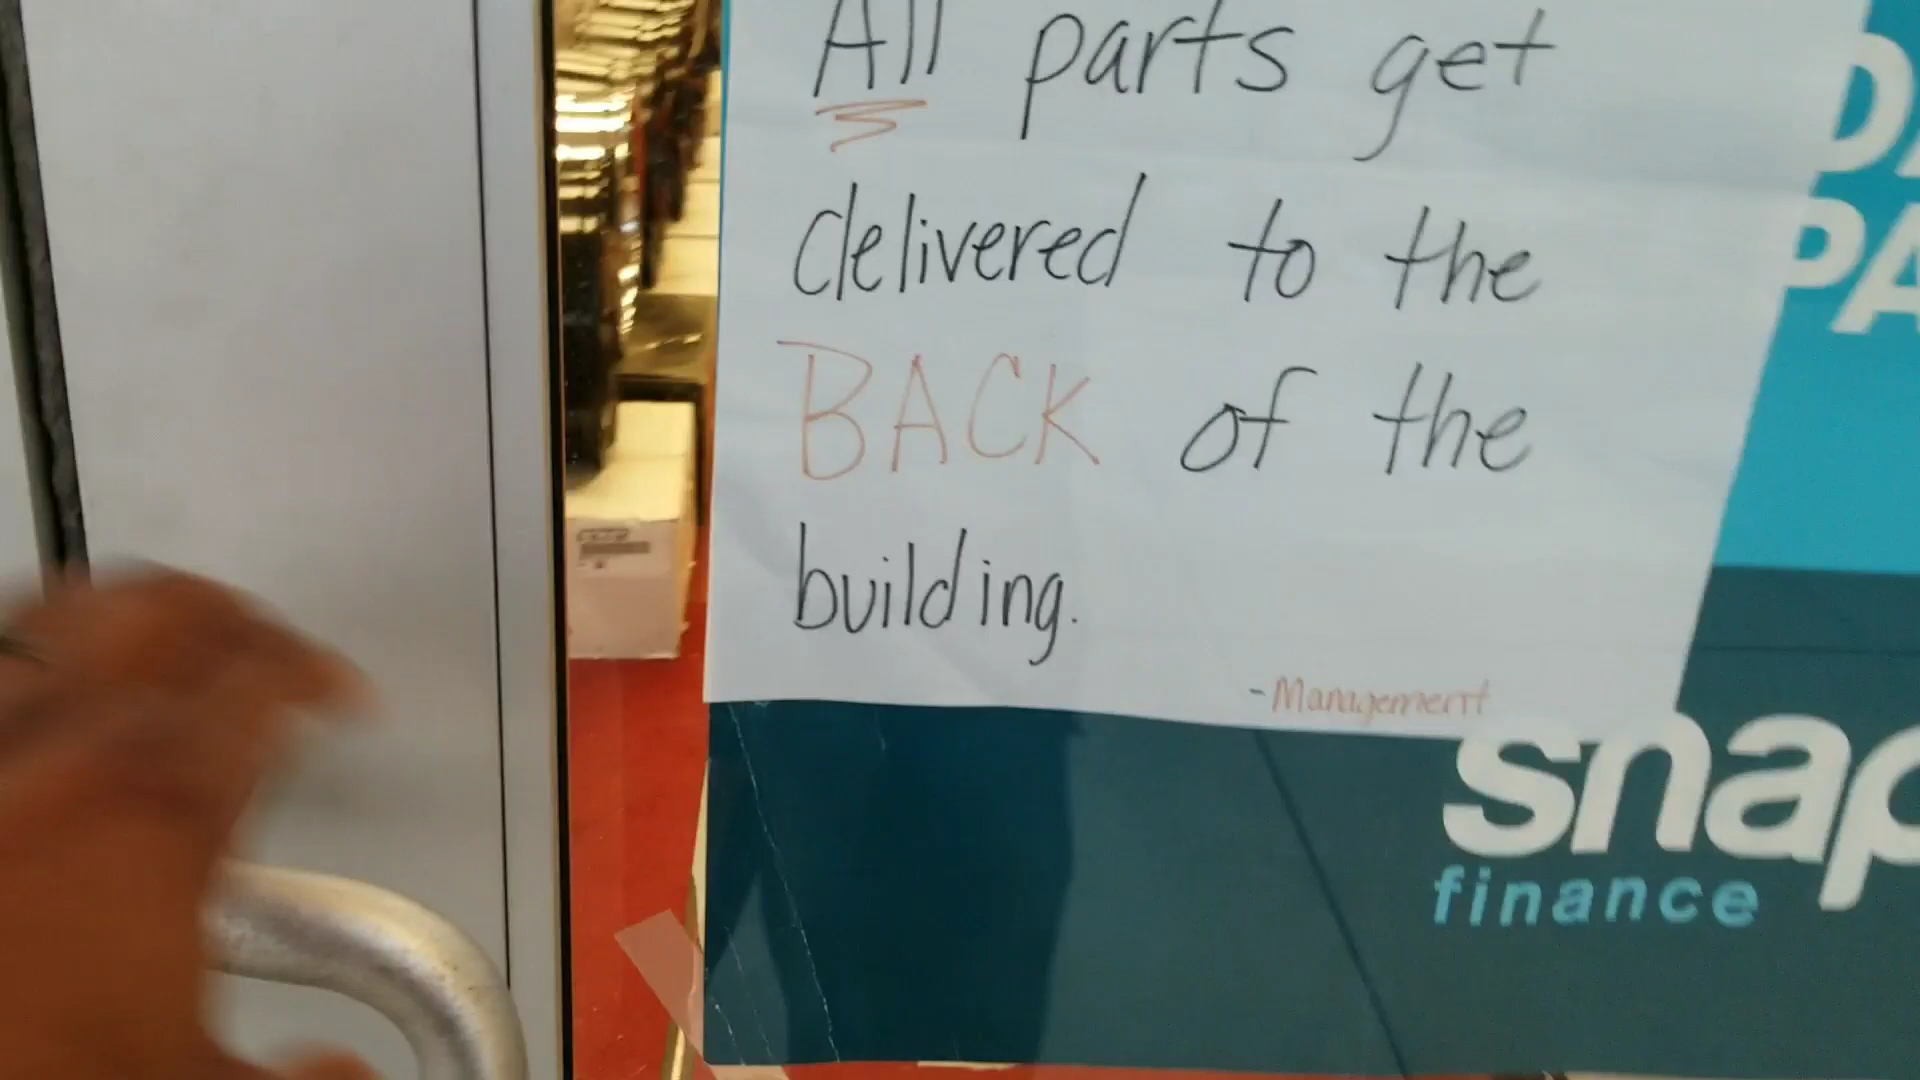 All parts get
delivered to the
BACK of the
building.
-Management
snap
finance